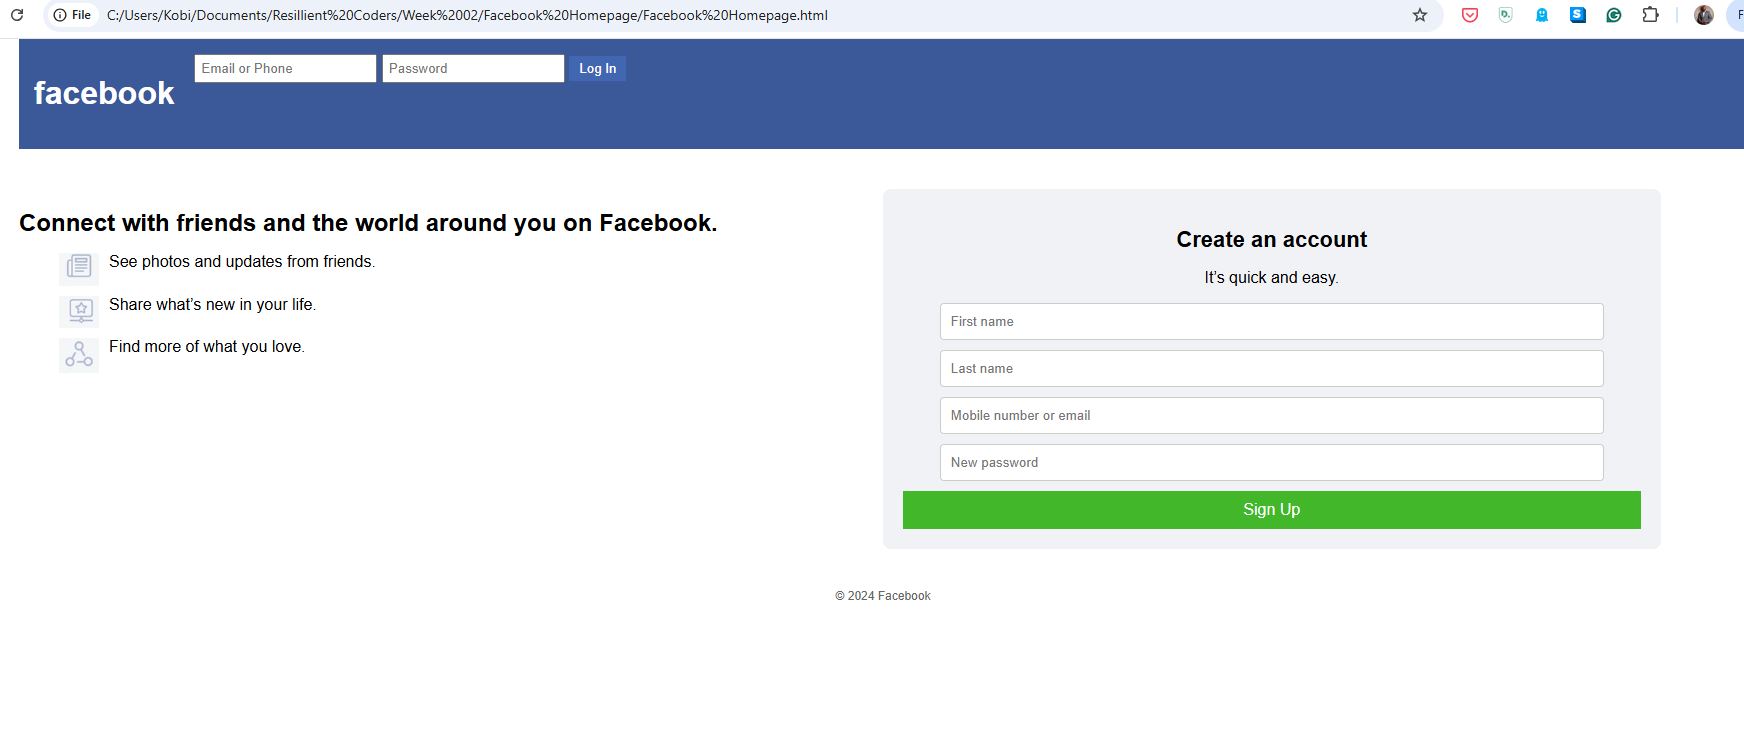 File C:/Users/Kobi/Documents/Resillient%20Coders/Week%2002/Facebook%20Homepage/Facebook%20Homepage.html
facebook
Email or Phone Password Log In
Connect with friends and the world around you on Facebook.
See photos and updates from friends.
Share what’s new in your life.
Find more of what you love.
Create an account
It’s quick and easy.
First name
Last name
Mobile number or email
New password
Sign Up
© 2024 Facebook